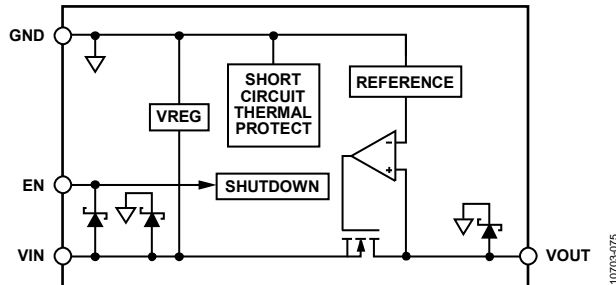 GND
SHORT
CIRCUIT
THERMAL
PROTECT
REFERENCE
VREG
–
+
EN
SHUTDOWN
VIN
VOUT
10703-075